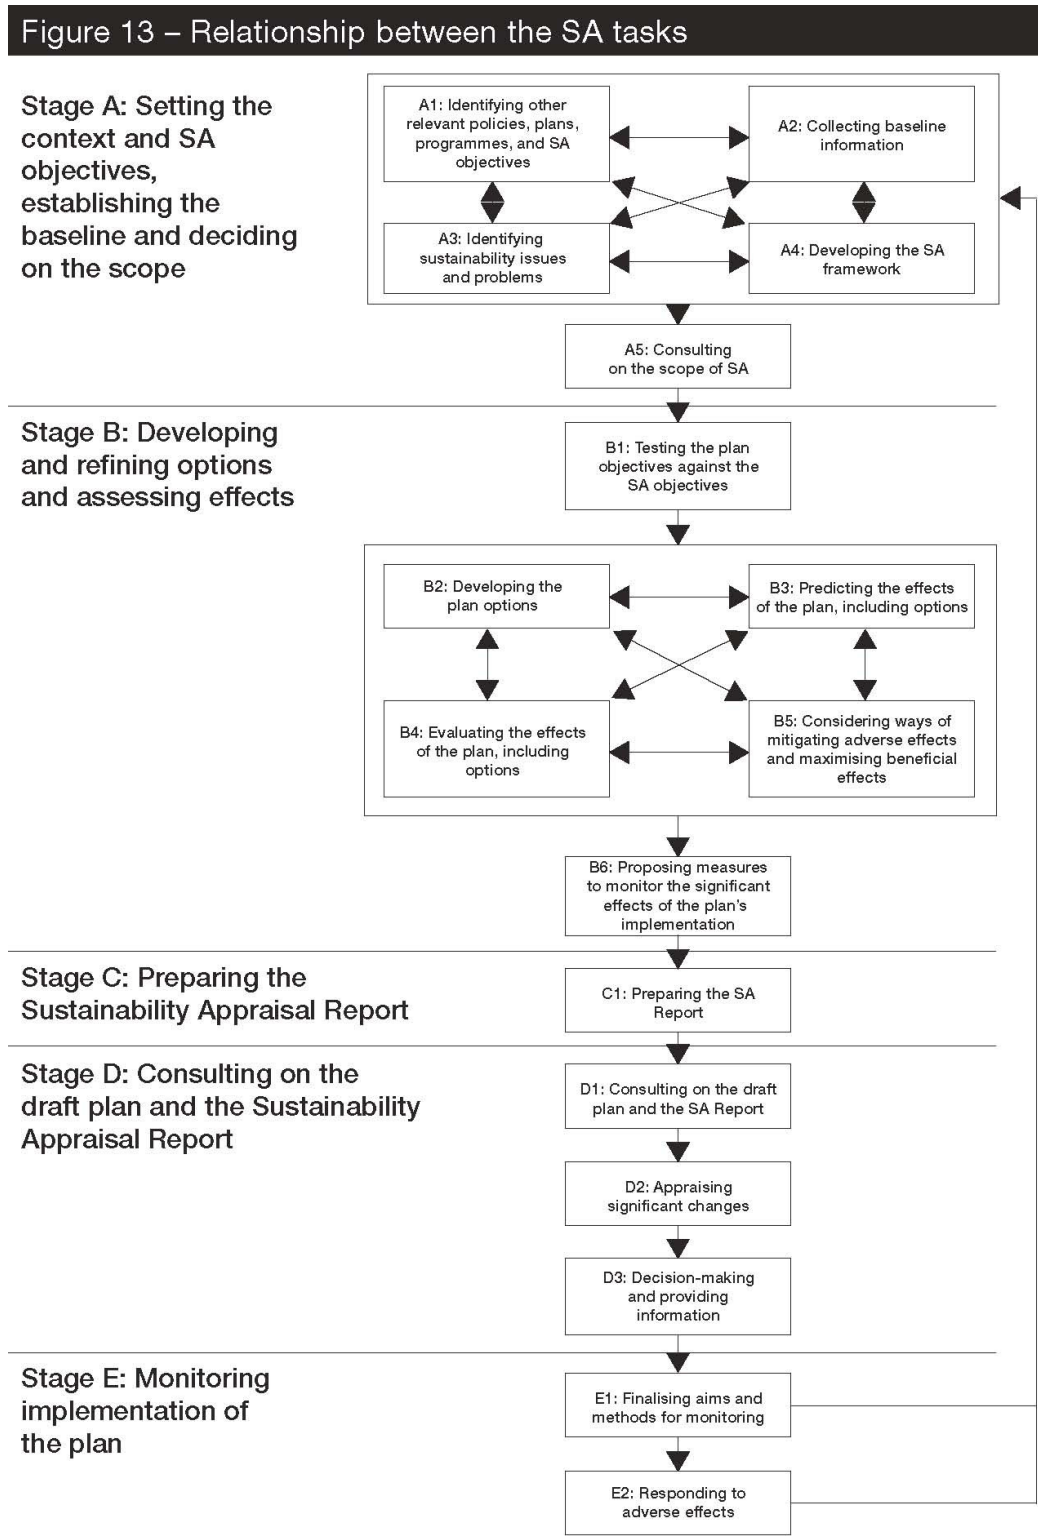 Figure 13 – Relationship between the SA tasks
Stage A: Setting the
context and SA
objectives,
establishing the
baseline and deciding
on the scope
A1: Identifying other
relevant policies, plans,
programmes, and SA
objectives
A2: Collecting baseline
information
A3: Identifying
sustainability issues
and problems
A4: Developing the SA
framework
A5: Consulting
on the scope of SA
Stage B: Developing
and refining options
and assessing effects
B1: Testing the plan
objectives against the
SA objectives
B2: Developing the
plan options
B3: Predicting the effects
of the plan, including options
B4: Evaluating the effects
of the plan, including
options
B5: Considering ways of
mitigating adverse effects
and maximising beneficial
effects
B6: Proposing measures
to monitor the significant
effects of the plan's
implementation
Stage C: Preparing the
Sustainability Appraisal Report
C1: Preparing the SA
Report
Stage D: Consulting on the
draft plan and the Sustainability
Appraisal Report
D1: Consulting on the draft
plan and the SA Report
D2: Appraising
significant changes
D3: Decision-making
and providing
information
Stage E: Monitoring
implementation of
the plan
E1: Finalising aims and
methods for monitoring
E2: Responding to
adverse effects